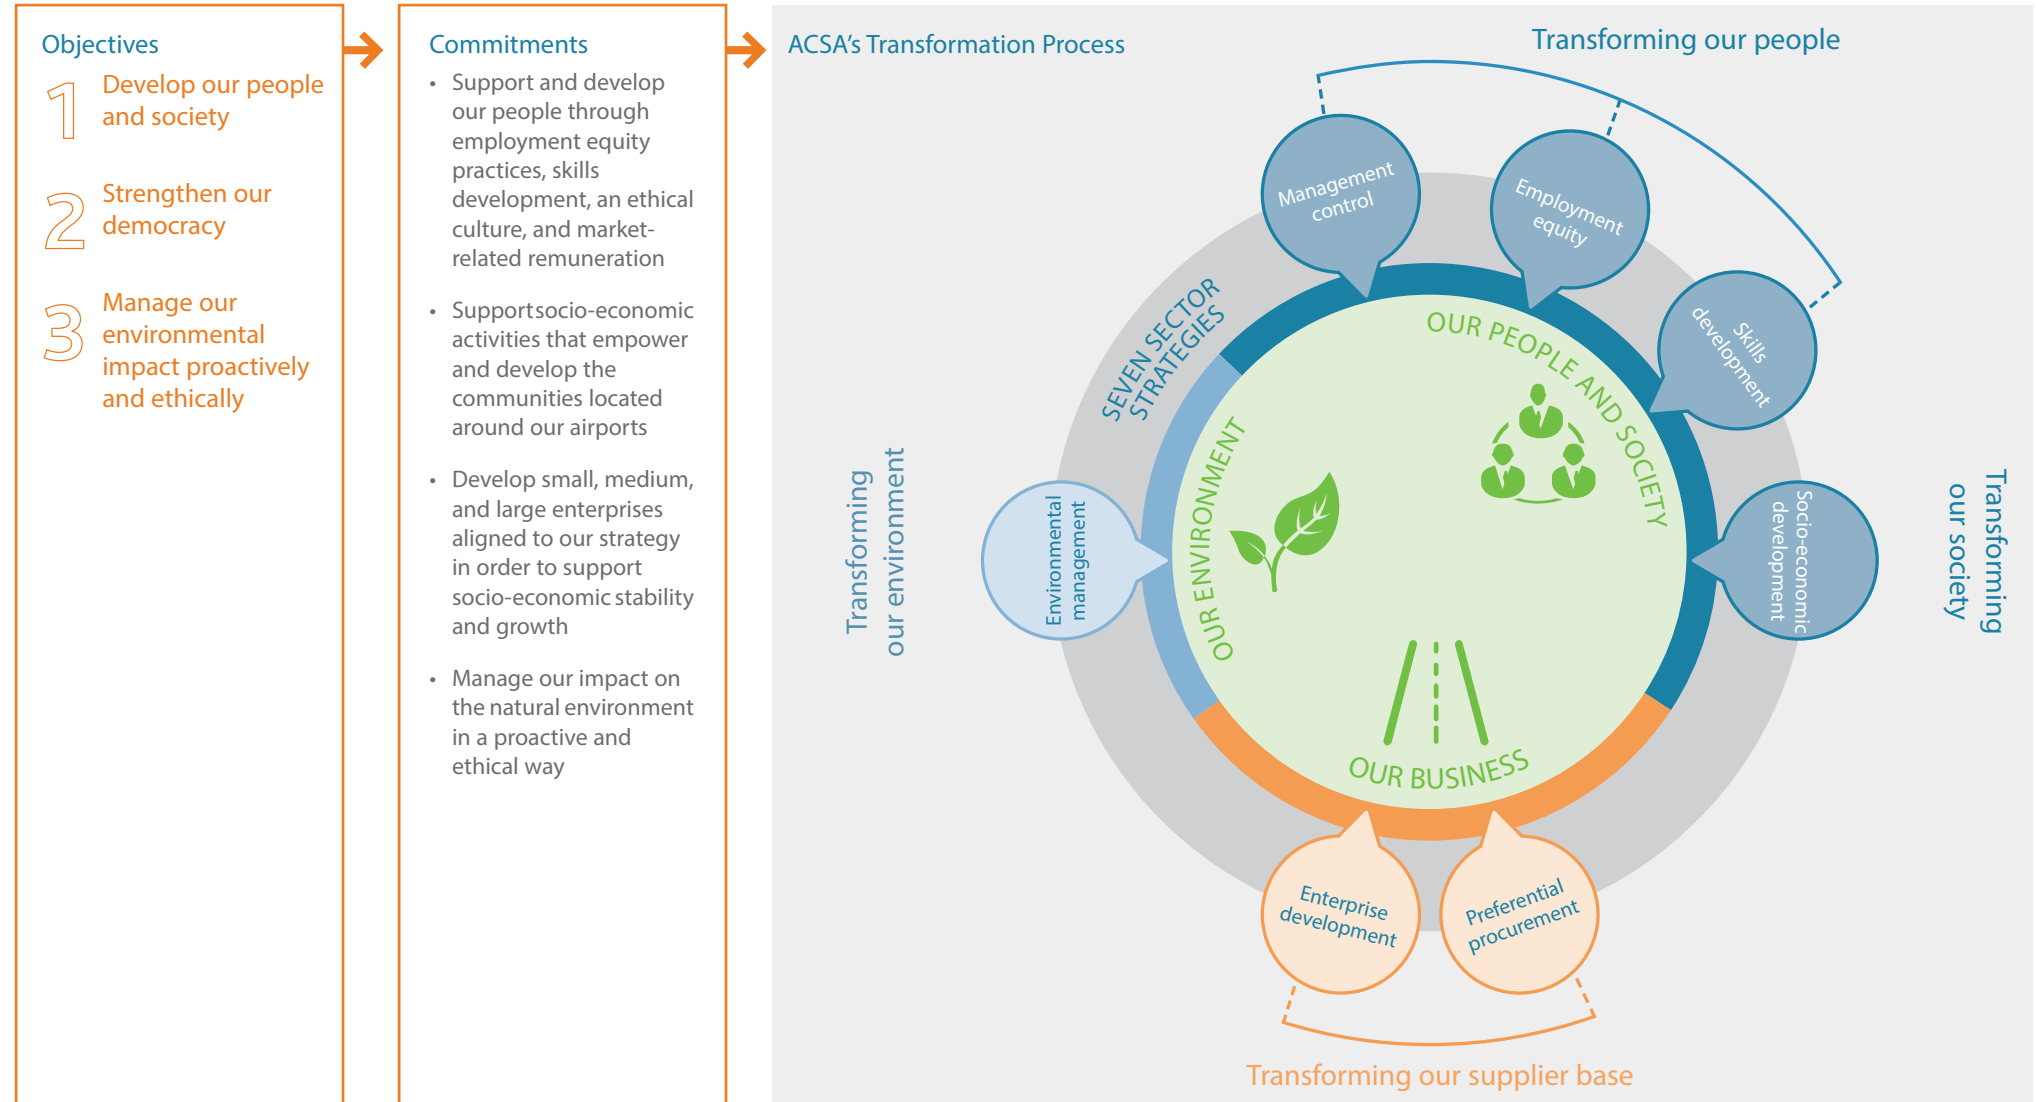 Objectives
1
Develop our people
and society
2
Strengthen our
democracy
3
Manage our
environmental
impact proactively
and ethically
Commitments
• Support and develop
our people through
employment equity
practices, skills
development, an ethical
culture, and market-
related remuneration
• Support socio-economic
activities that empower
and develop the
communities located
around our airports
• Develop small, medium,
and large enterprises
aligned to our strategy
in order to support
socio-economic stability
and growth
• Manage our impact on
the natural environment
in a proactive and
ethical way
ACSA's Transformation Process
Transforming our people
Management
control
Employment
equity
Skills
development
SEVEN SECTOR
STRATEGIES
OUR PEOPLE AND SOCIETY
OUR ENVIRONMENT
OUR BUSINESS
Transforming
our environment
Environmental
management
Socio-economic
development
Transforming
our society
Enterprise
development
Preferential
procurement
Transforming our supplier base